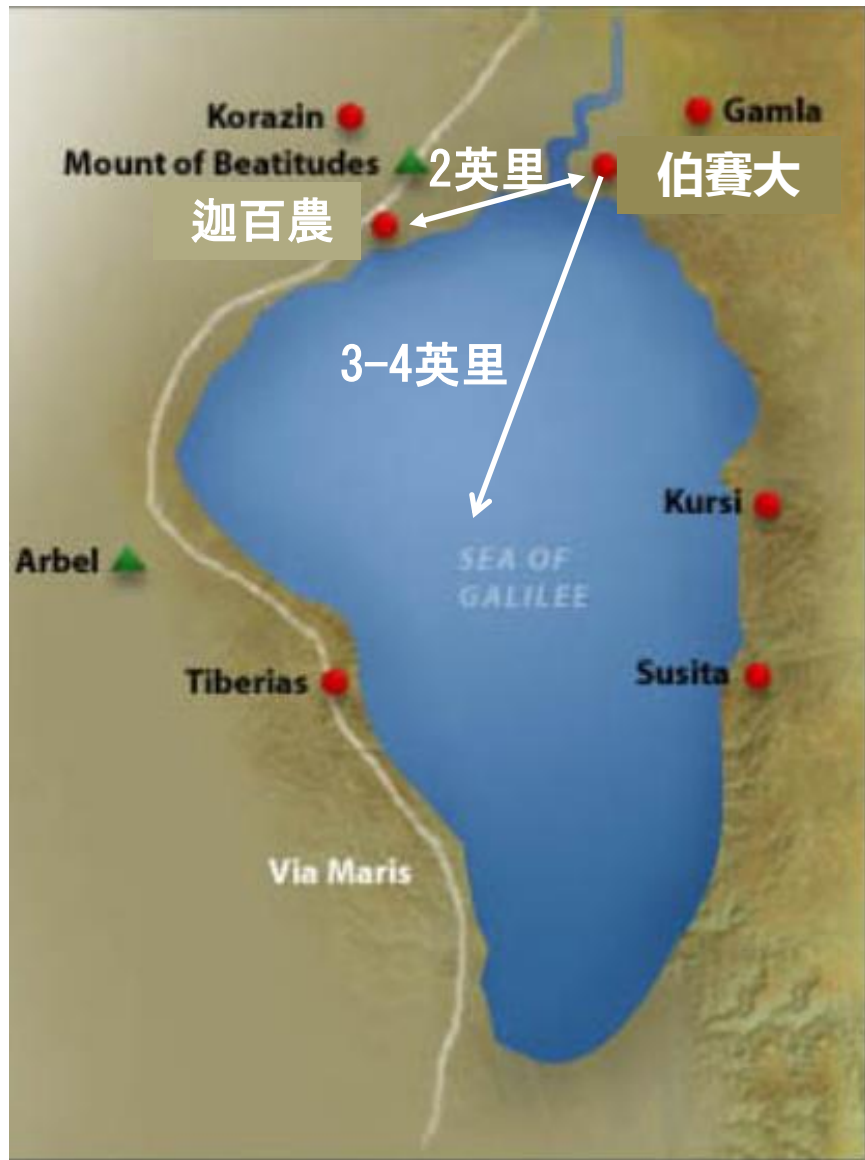 Korazin
Gamla
Mount of Beatitudes
2英里
伯賽大
迦百農
3-4英里
Kursi
SEA OF
GALILEE
Arbel
Susita
Tiberias
Via Maris